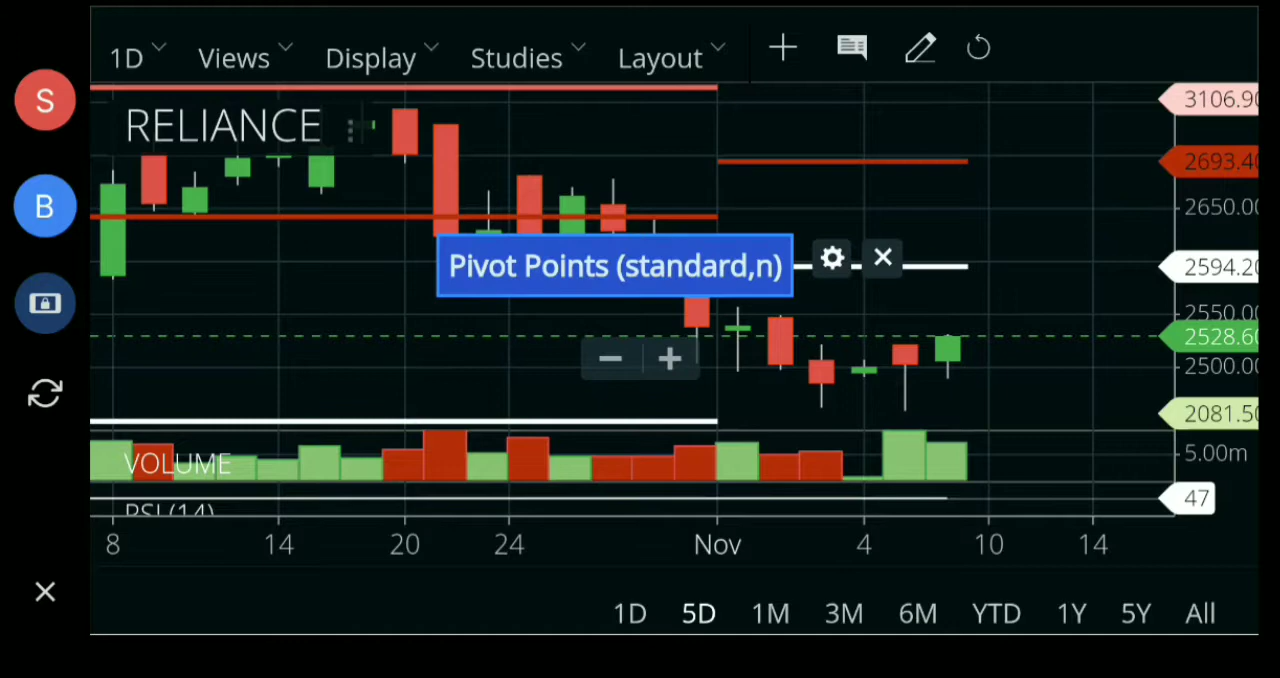 1D Views Display Studies Layout
S
RELIANCE
3106.90
2693.40
B
2650.00
Pivot Points (standard,n)
2594.20
2550.00
2528.60
2500.00
2081.50
VOLUME
5.00m
RSI (14)
47
8 14 20 24 Nov 4 10 14
1D 5D 1M 3M 6M YTD 1Y 5Y All